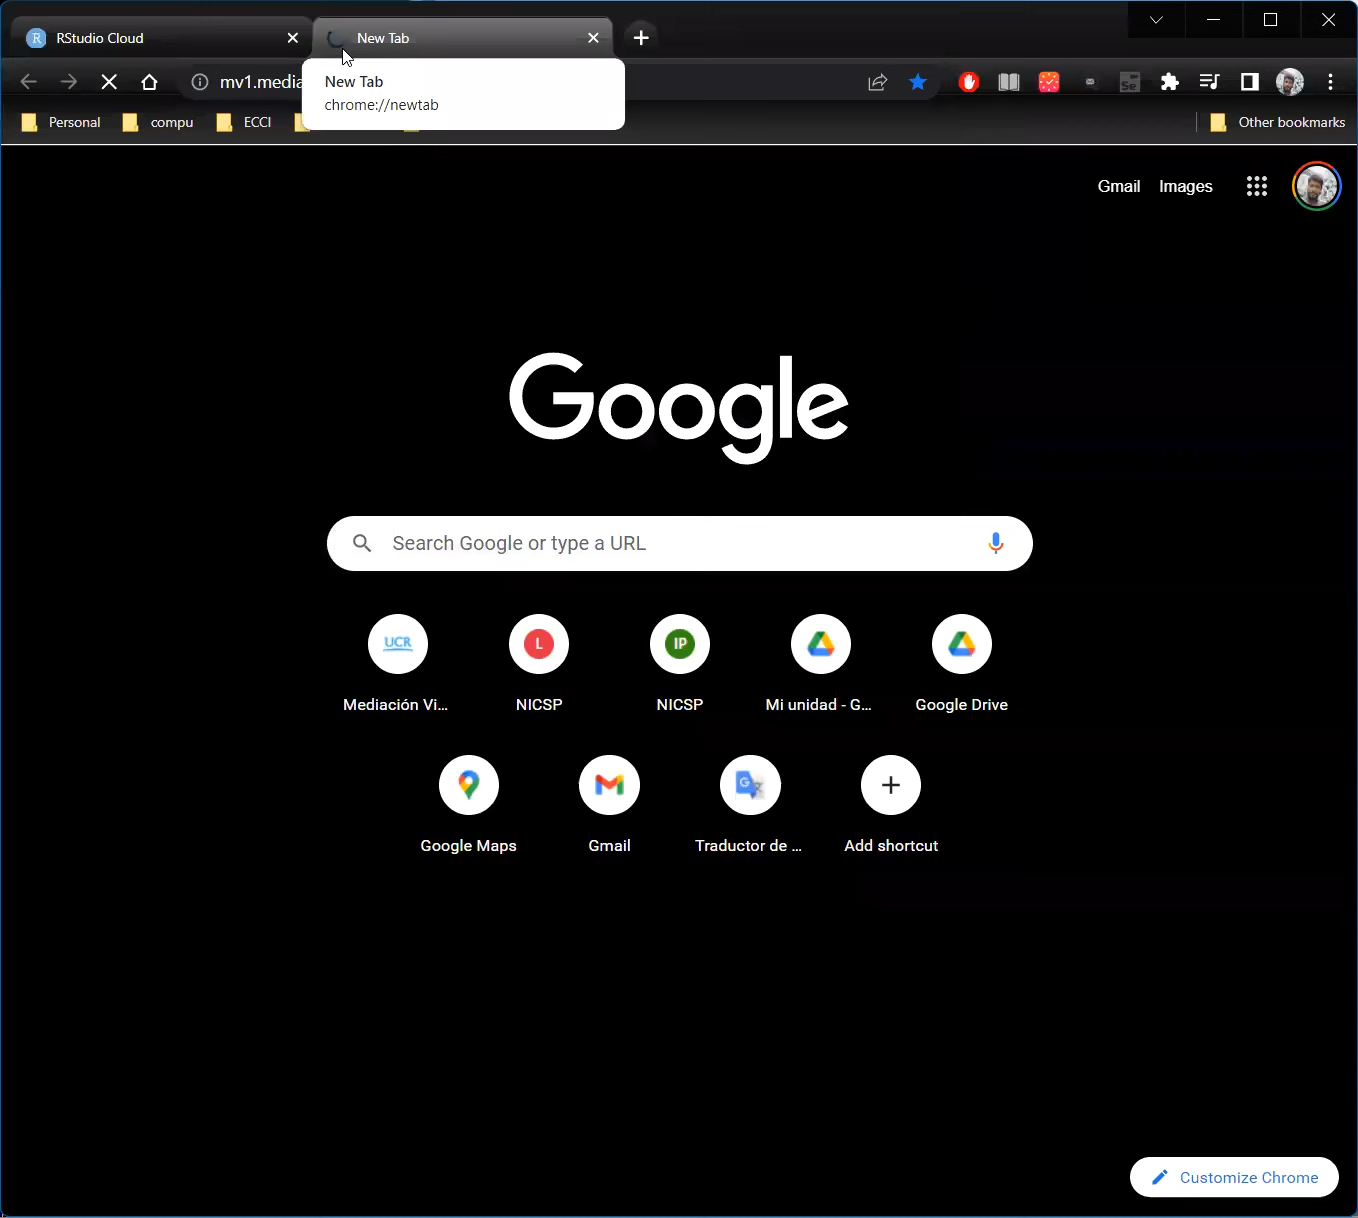 RStudio Cloud
New Tab
mv1.media
New Tab
chrome://newtab
Personal
compu
ECCI
Other bookmarks
Gmail Images
Google
Search Google or type a URL
UCR
L
IP
Mediación Vi...
NICSP
NICSP
Mi unidad - G...
Google Drive
Google Maps
Gmail
Traductor de ...
Add shortcut
Customize Chrome